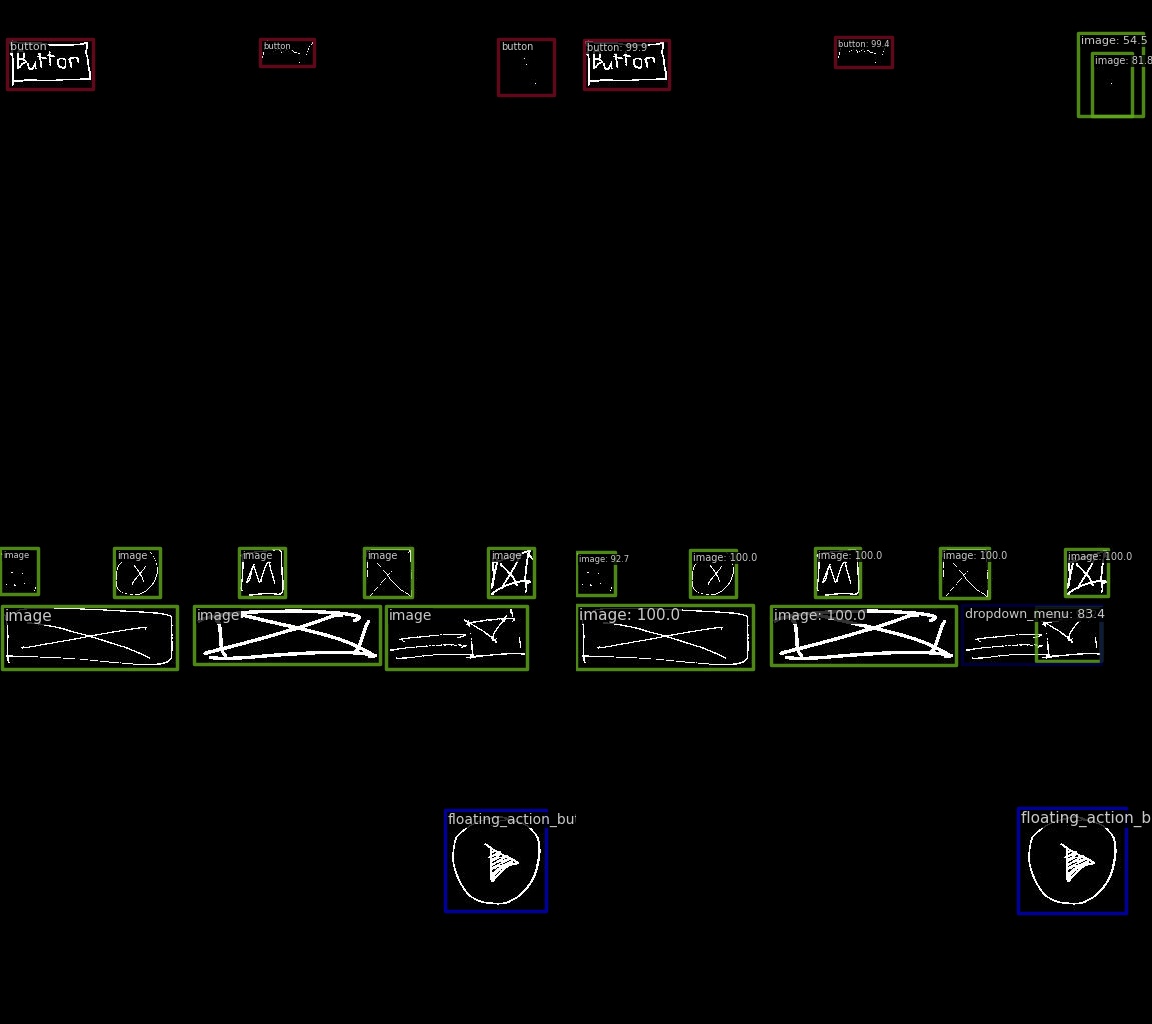 button button button button: 99.9 button: 99.4 image: 54.5
Button Button
image: 81.8
image image image image image image: 92.7 image: 100.0 image: 100.0 image: 100.0 image: 100.0
image image image image: 100.0 image: 100.0 dropdown_menu: 83.4
floating_action_but floating_action_b